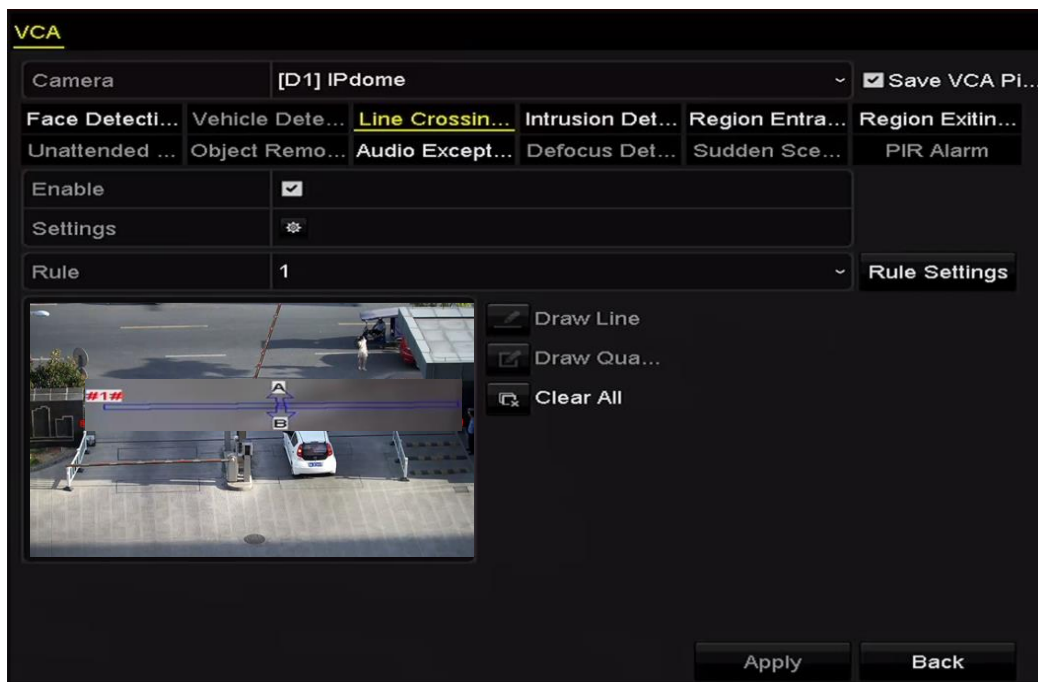 VCA
Camera [D1] IPdome Save VCA Pi...
Face Detecti... Vehicle Dete... Line Crossin... Intrusion Det... Region Entra... Region Exitin...
Unattended ... Object Remo... Audio Except... Defocus Det... Sudden Sce... PIR Alarm
Enable
Settings
Rule 1 Rule Settings
Draw Line
Draw Qua...
Clear All
#1#
A
B
Apply Back